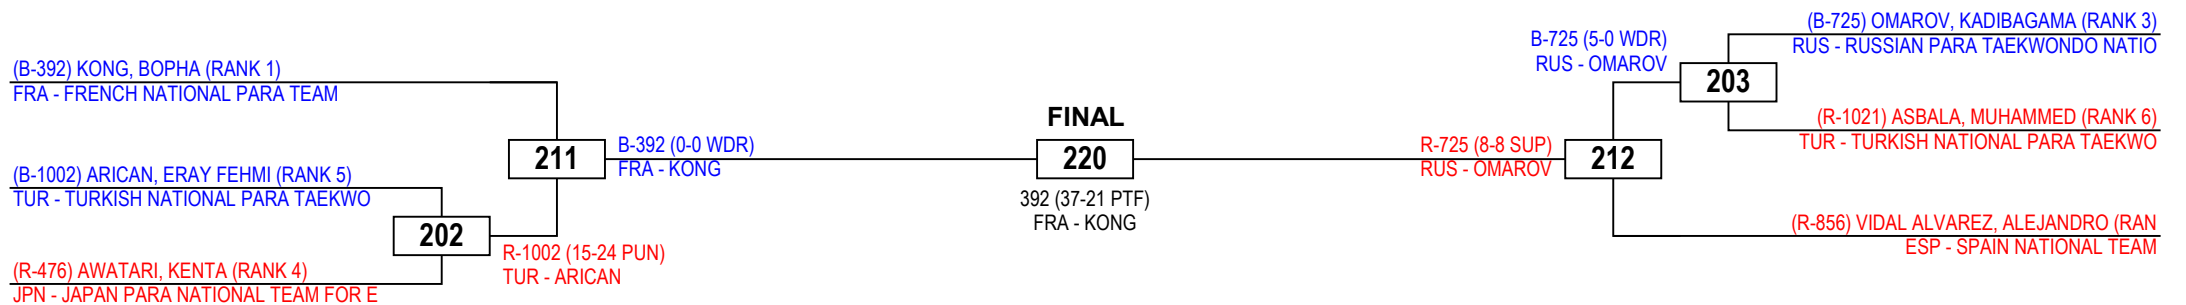 (B-392) KONG, BOPHA (RANK 1)
FRA - FRENCH NATIONAL PARA TEAM
(B-1002) ARICAN, ERAY FEHMI (RANK 5)
TUR - TURKISH NATIONAL PARA TAEKWO
202
(R-476) AWATARI, KENTA (RANK 4)
JPN - JAPAN PARA NATIONAL TEAM FOR E
211
R-1002 (15-24 PUN)
TUR - ARICAN
B-392 (0-0 WDR)
FRA - KONG
FINAL
220
392 (37-21 PTF)
FRA - KONG
R-725 (8-8 SUP)
RUS - OMAROV
212
B-725 (5-0 WDR)
RUS - OMAROV
203
(B-725) OMAROV, KADIBAGAMA (RANK 3)
RUS - RUSSIAN PARA TAEKWONDO NATIO
(R-1021) ASBALA, MUHAMMED (RANK 6)
TUR - TURKISH NATIONAL PARA TAEKWO
(R-856) VIDAL ALVAREZ, ALEJANDRO (RAN
ESP - SPAIN NATIONAL TEAM